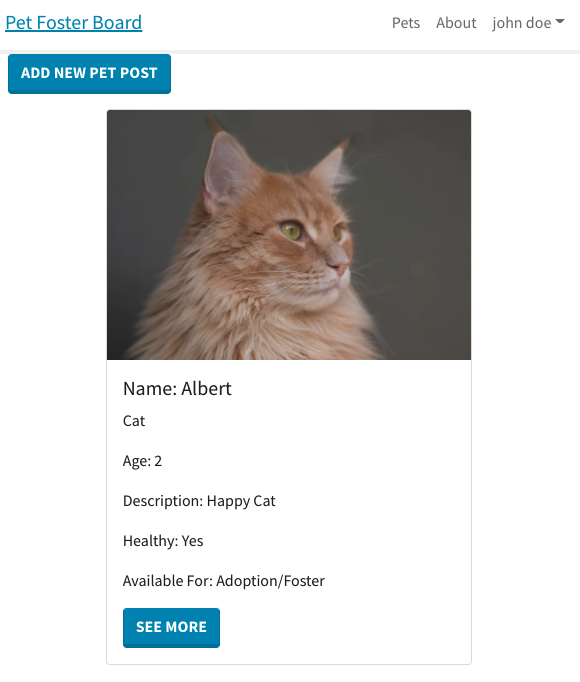 Pet Foster Board
Pets
About
john doe
ADD NEW PET POST
Name: Albert
Cat
Age: 2
Description: Happy Cat
Healthy: Yes
Available For: Adoption/Foster
SEE MORE